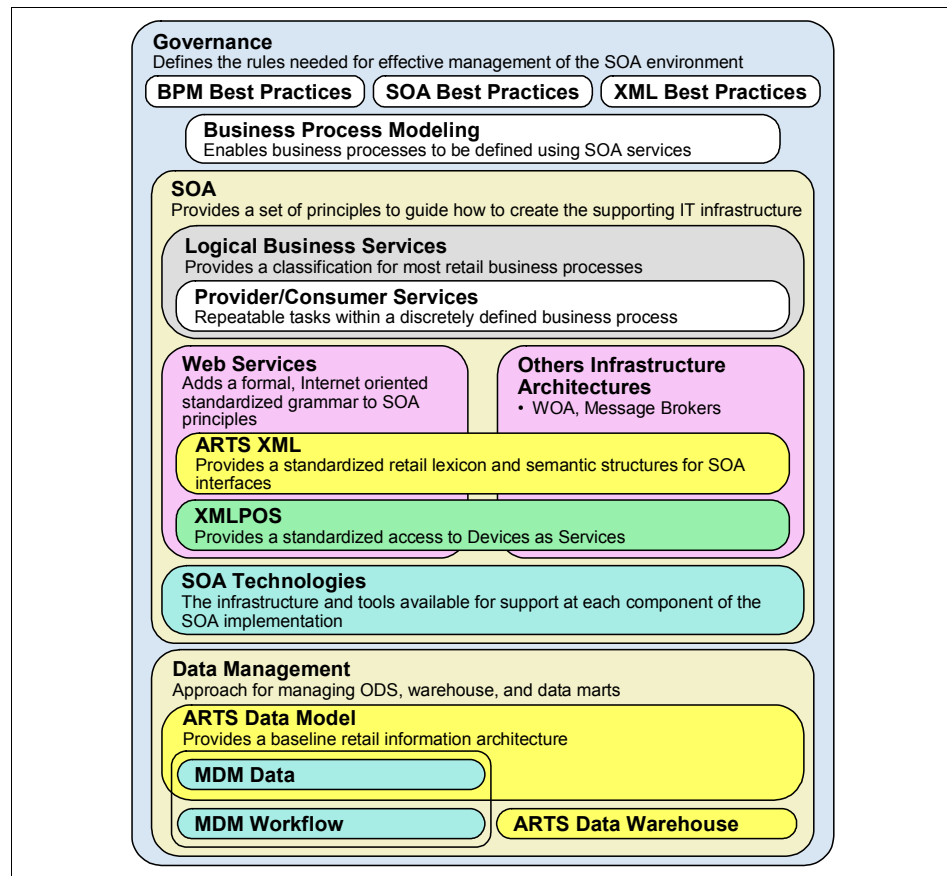 Governance
Defines the rules needed for effective management of the SOA environment
BPM Best Practices
SOA Best Practices
XML Best Practices
Business Process Modeling
Enables business processes to be defined using SOA services
SOA
Provides a set of principles to guide how to create the supporting IT infrastructure
Logical Business Services
Provides a classification for most retail business processes
Provider/Consumer Services
Repeatable tasks within a discretely defined business process
Web Services
Adds a formal, Internet oriented
standardized grammar to SOA
principles
Others Infrastructure
Architectures
• WOA, Message Brokers
ARTS XML
Provides a standardized retail lexicon and semantic structures for SOA
interfaces
XMLPOS
Provides a standardized access to Devices as Services
SOA Technologies
The infrastructure and tools available for support at each component of the
SOA implementation
Data Management
Approach for managing ODS, warehouse, and data marts
ARTS Data Model
Provides a baseline retail information architecture
MDM Data
MDM Workflow
ARTS Data Warehouse